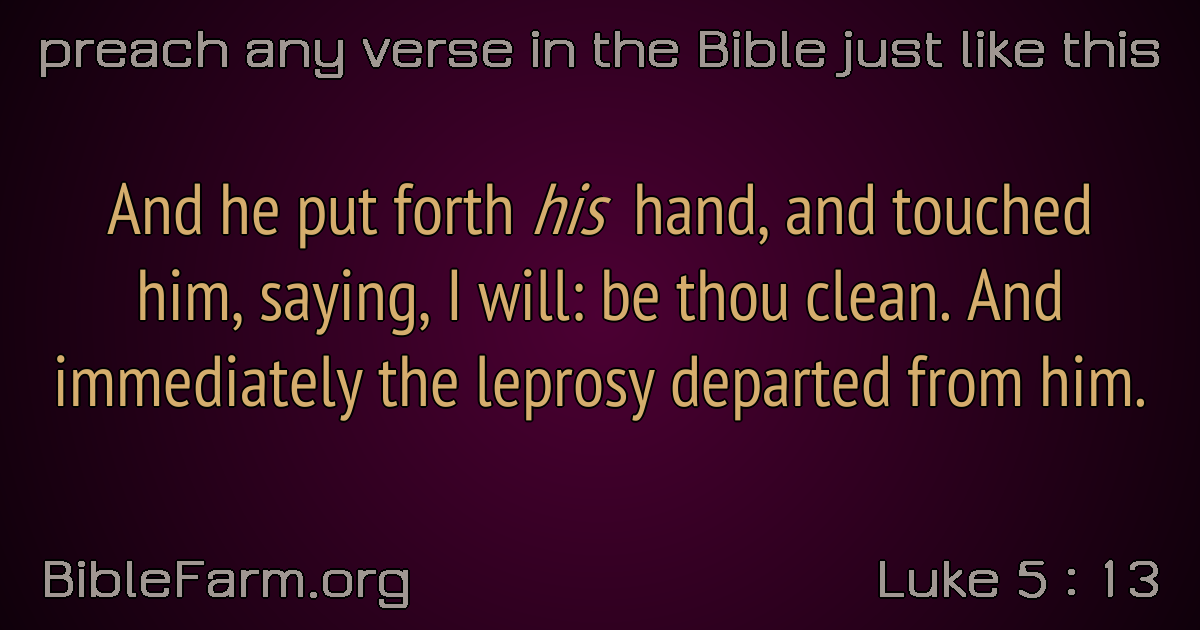 preach any verse in the Bible just like this
And he put forth his hand, and touched
him, saying, I will: be thou clean. And
immediately the leprosy departed from him.
BibleFarm.org
Luke 5 : 13